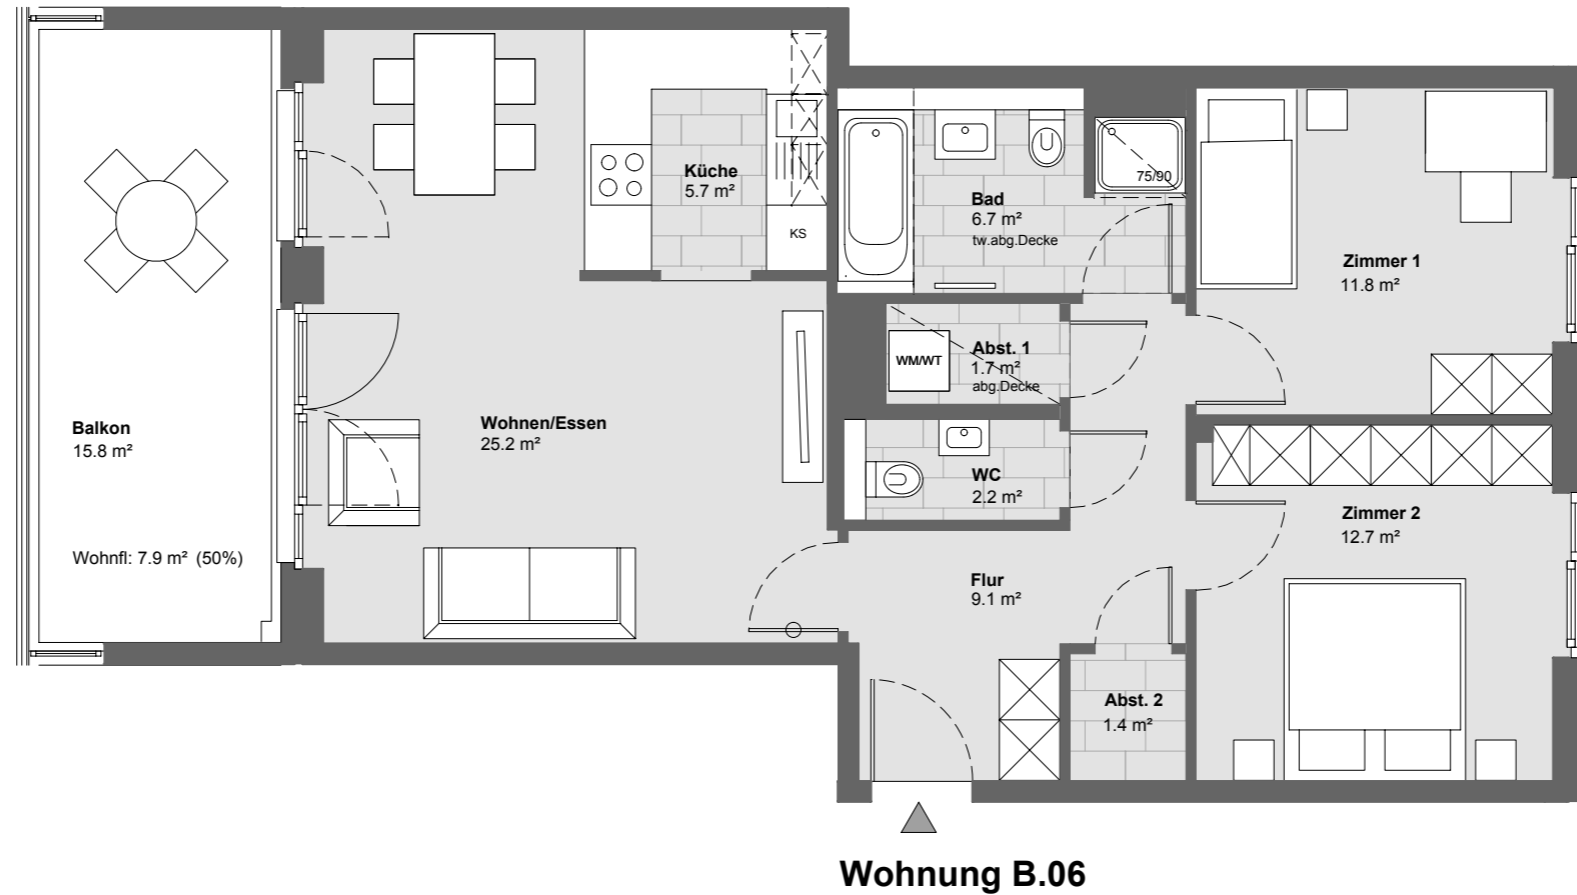 Küche
5.7 m²
KS
Bad
6.7 m²
tw.abg.Decke
75/90
Zimmer 1
11.8 m²
WM/WT
Abst. 1
1.7 m²
abg.Decke
Balkon
15.8 m²
Wohnfl: 7.9 m² (50%)
Wohnen/Essen
25.2 m²
WC
2.2 m²
Zimmer 2
12.7 m²
Flur
9.1 m²
Abst. 2
1.4 m²
Wohnung B.06